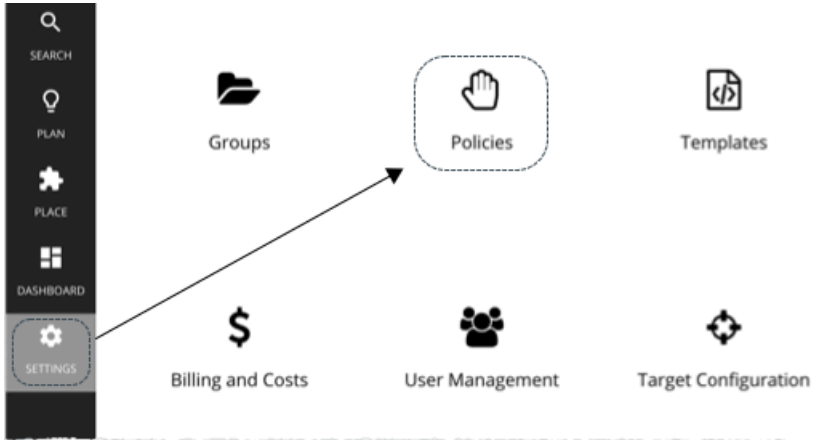 SEARCH
PLAN
PLACE
DASHBOARD
SETTINGS
Groups
Policies
Templates
Billing and Costs
User Management
Target Configuration